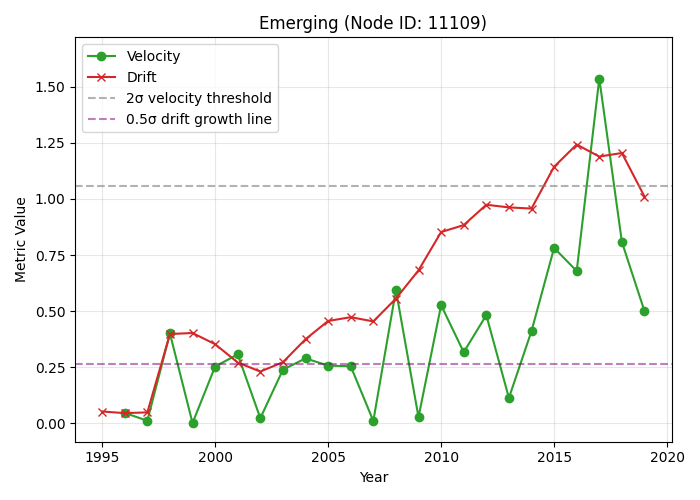 Emerging (Node ID: 11109)
Velocity
Drift
2σ velocity threshold
0.5σ drift growth line
1.50
1.25
1.00
0.75
0.50
0.25
0.00
Metric Value
1995 2000 2005 2010 2015 2020
Year